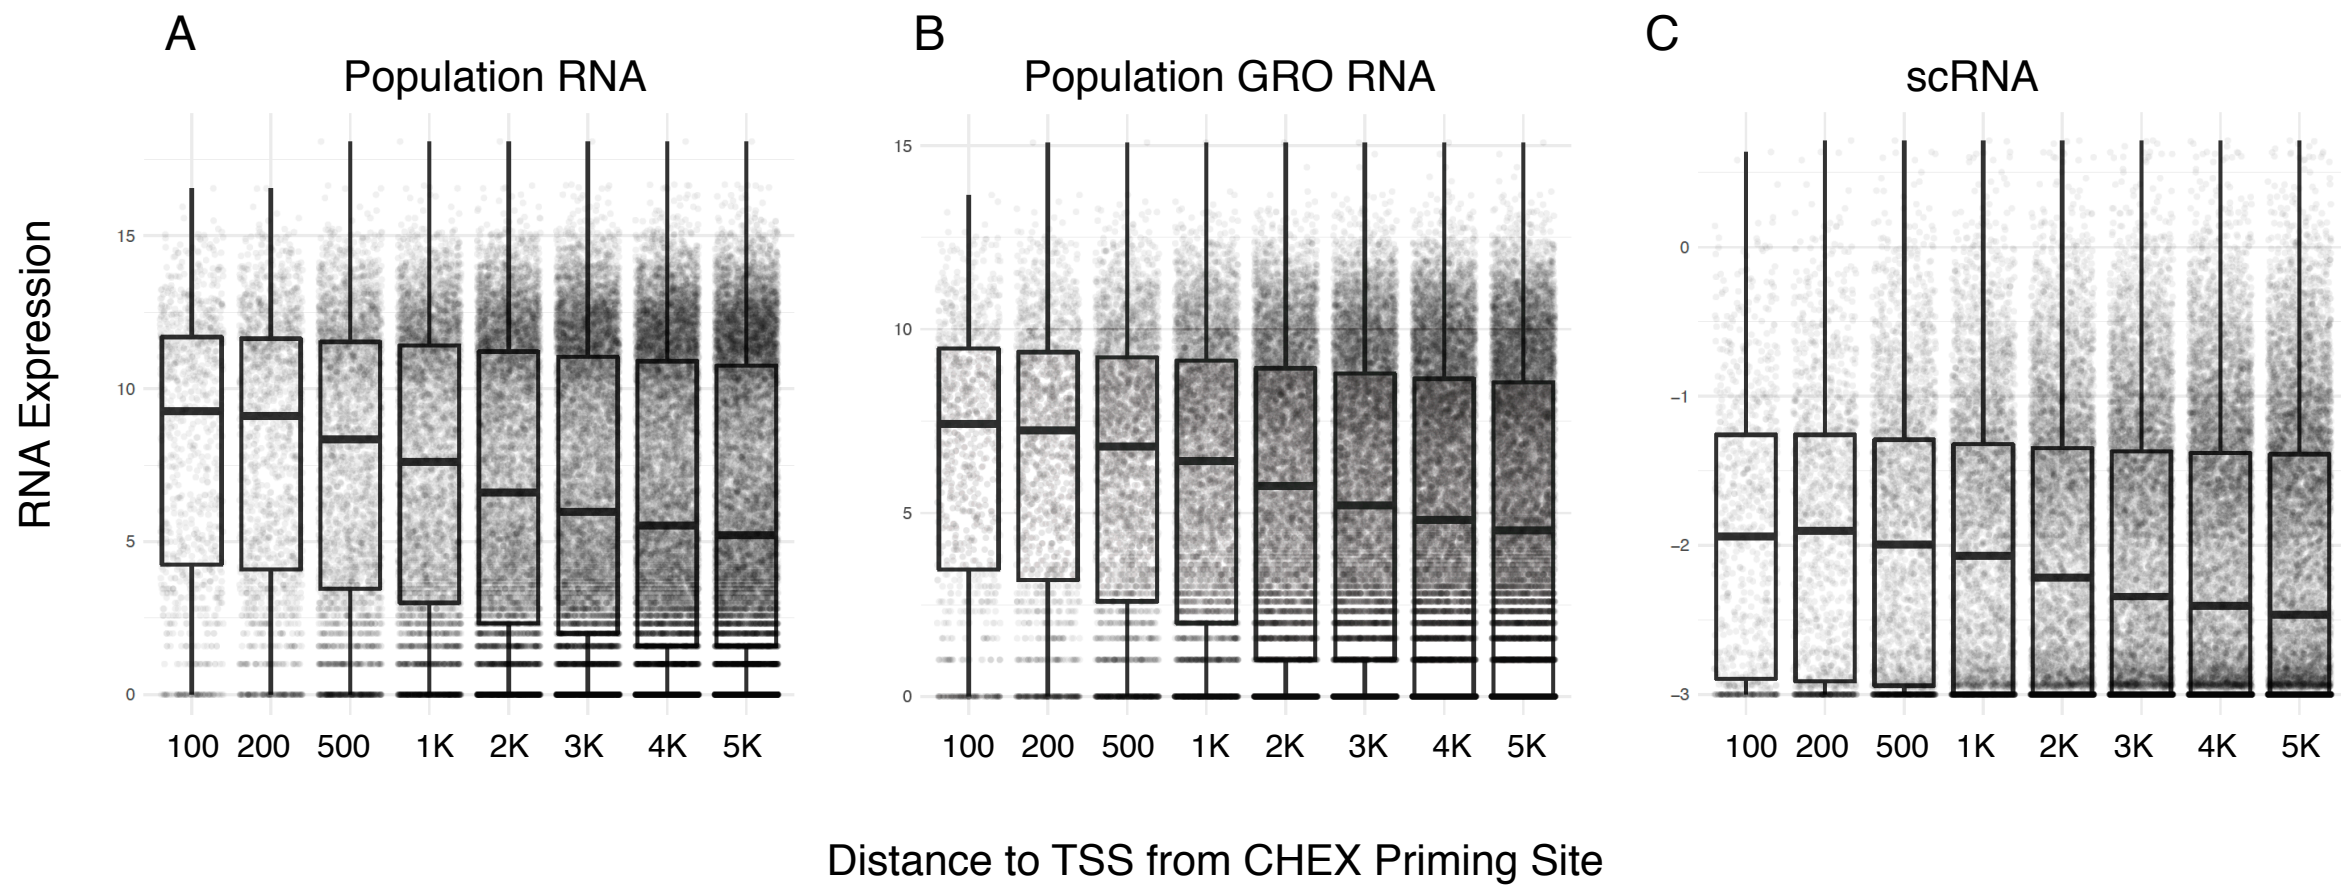 A
B
C
Population RNA
Population GRO RNA
scRNA
RNA Expression
15
10
5
0
100 200 500 1K 2K 3K 4K 5K
15
10
5
0
100 200 500 1K 2K 3K 4K 5K
0
−1
−2
−3
100 200 500 1K 2K 3K 4K 5K
Distance to TSS from CHEX Priming Site